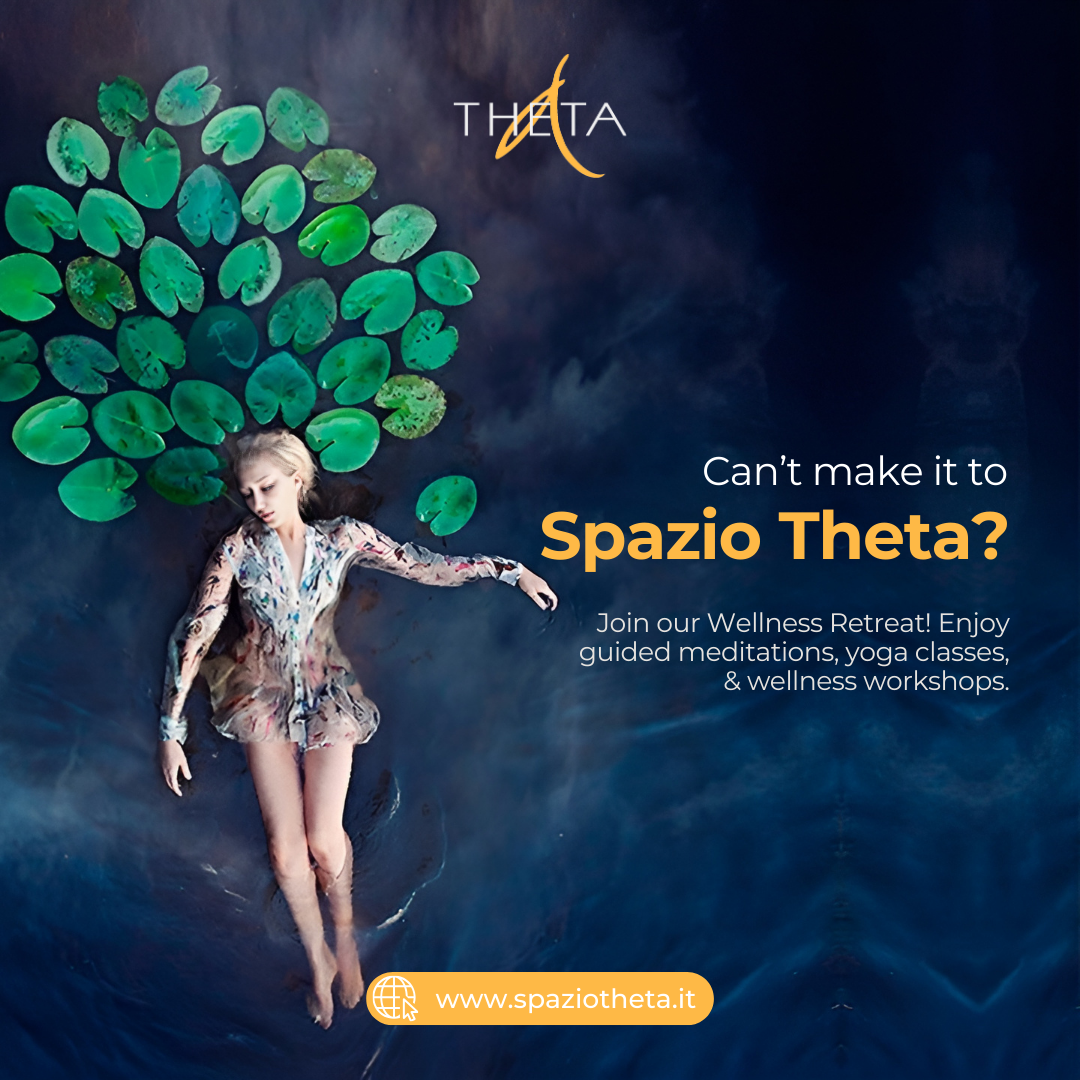 THETA
Can’t make it to
Spazio Theta?
Join our Wellness Retreat! Enjoy
guided meditations, yoga classes,
& wellness workshops.
www.spaziotheta.it